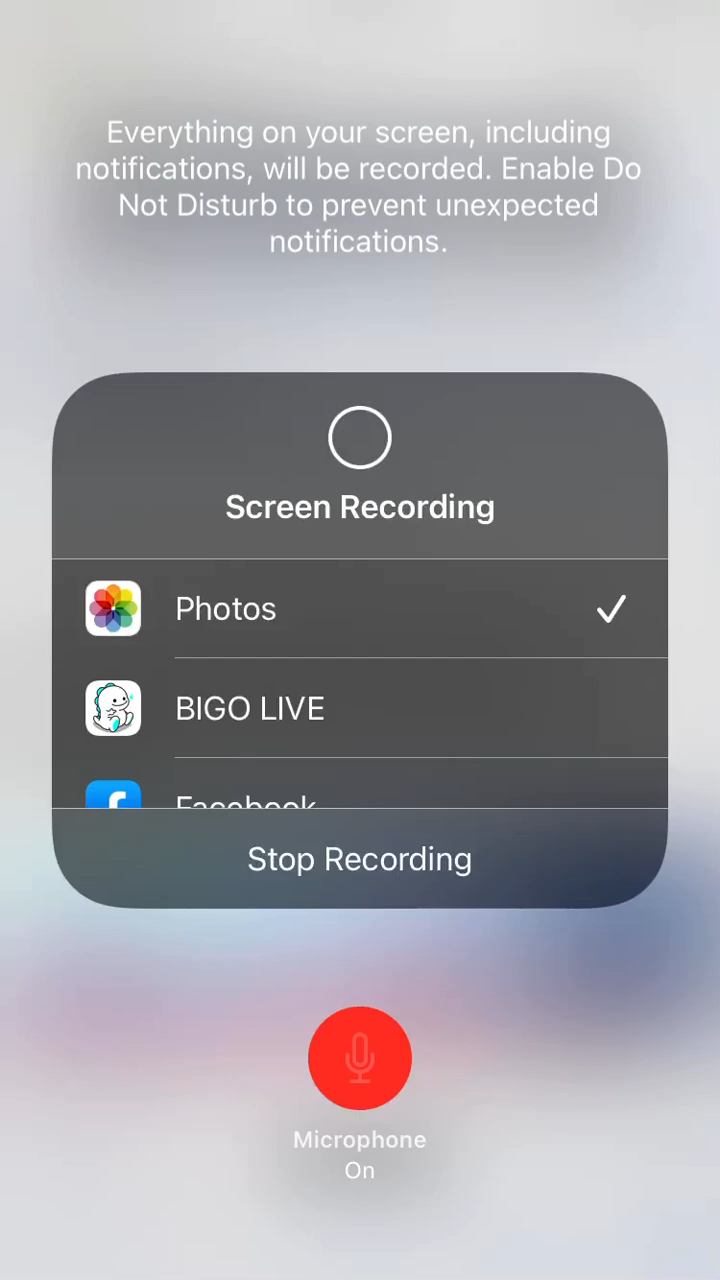 Everything on your screen, including
notifications, will be recorded. Enable Do
Not Disturb to prevent unexpected
notifications.
Screen Recording
Photos
BIGO LIVE
Facebook
Stop Recording
Microphone
On